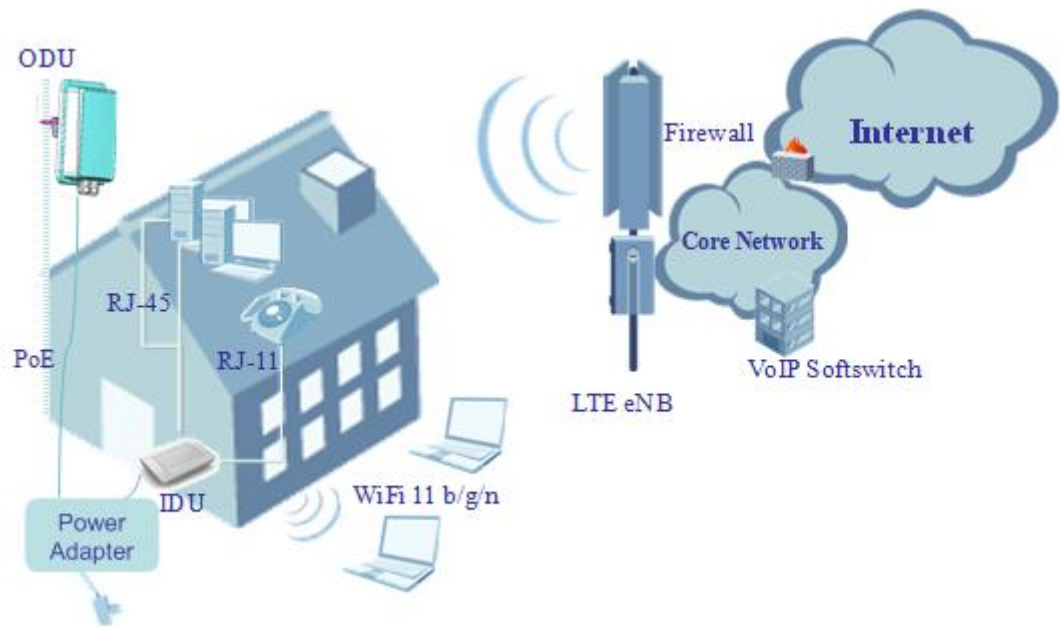 ODU
Firewall
Internet
Core Network
RJ-45
PoE
RJ-11
VoIP Softswitch
LTE eNB
IDU
WiFi 11 b/g/n
Power
Adapter